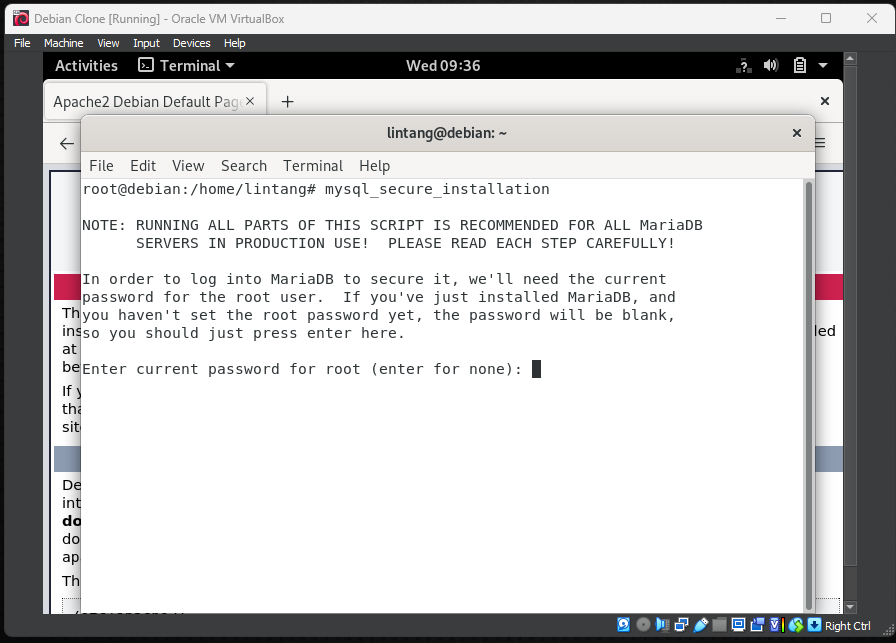 Debian Clone [Running] - Oracle VM VirtualBox
File Machine View Input Devices Help
Activities Terminal Wed 09:36
Apache2 Debian Default Pag
lintang@debian: ~
File Edit View Search Terminal Help
root@debian:/home/lintang# mysql_secure_installation
NOTE: RUNNING ALL PARTS OF THIS SCRIPT IS RECOMMENDED FOR ALL MariaDB
SERVERS IN PRODUCTION USE! PLEASE READ EACH STEP CAREFULLY!
In order to log into MariaDB to secure it, we'll need the current
password for the root user. If you've just installed MariaDB, and
you haven't set the root password yet, the password will be blank,
so you should just press enter here.
Enter current password for root (enter for none):
Th
ins
led
at
be
If y
tha
site
De
int
do
do
apa
Th
Right Ctrl